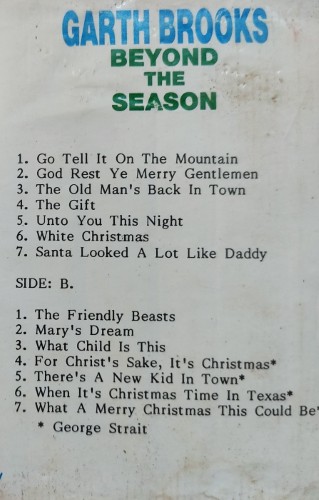 GARTH BROOKS
BEYOND
THE
SEASON
1. Go Tell It On The Mountain
2. God Rest Ye Merry Gentlemen
3. The Old Man's Back In Town
4. The Gift
5. Unto You This Night
6. White Christmas
7. Santa Looked A Lot Like Daddy
SIDE: B.
1. The Friendly Beasts
2. Mary's Dream
3. What Child Is This
4. For Christ's Sake, It's Christmas*
5. There's A New Kid In Town*
6. When It's Christmas Time In Texas*
7. What A Merry Christmas This Could Be*
* George Strait